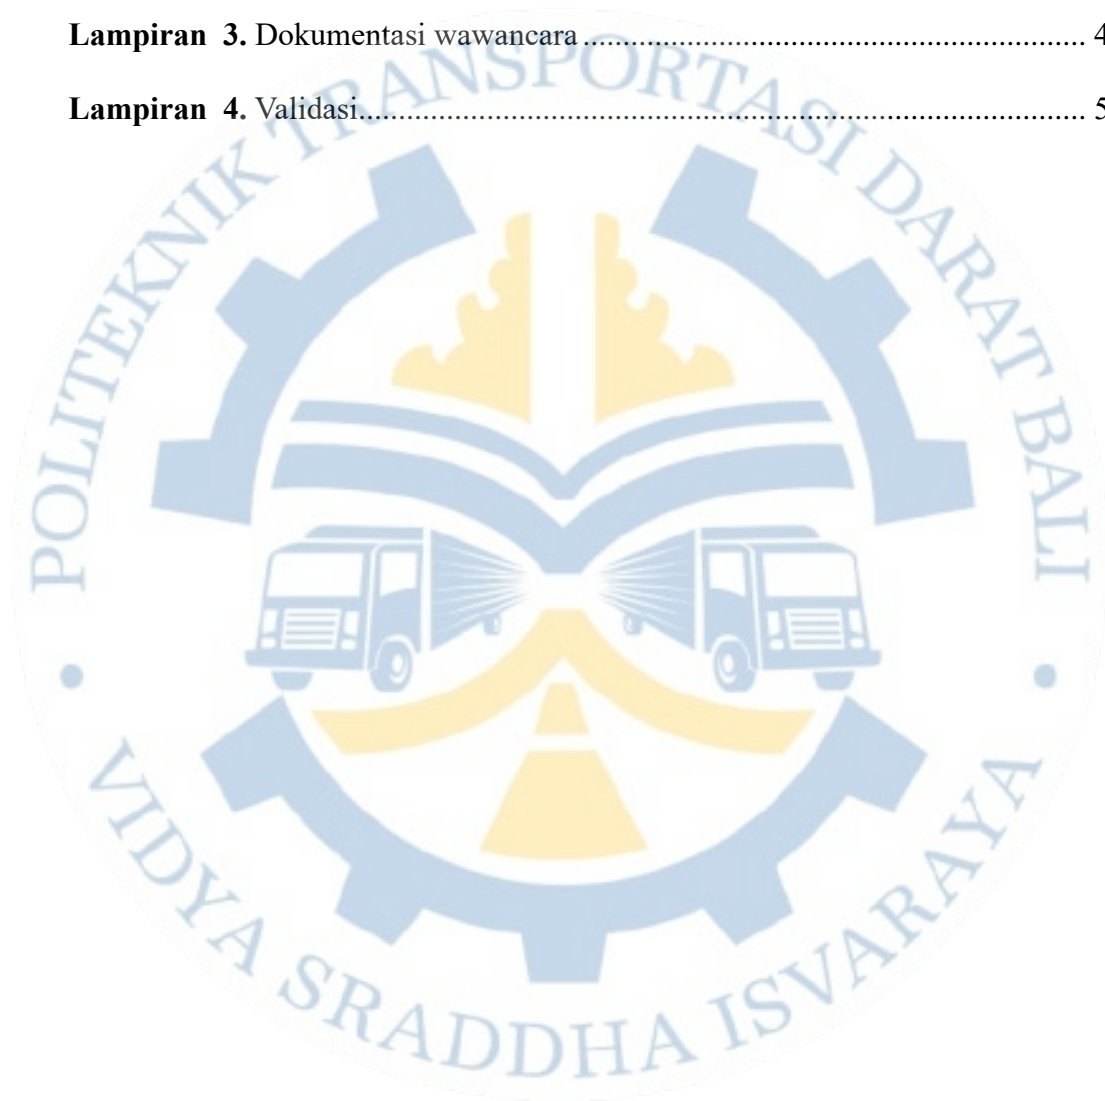 Lampiran 3. Dokumentasi wawancara ................................................................ 4
Lampiran 4. Validasi............................................................................................ 5
POLITEKNIK TRANSPORTASI DARAT BALI
• VIDYA SRADDHA ISVARAYA •